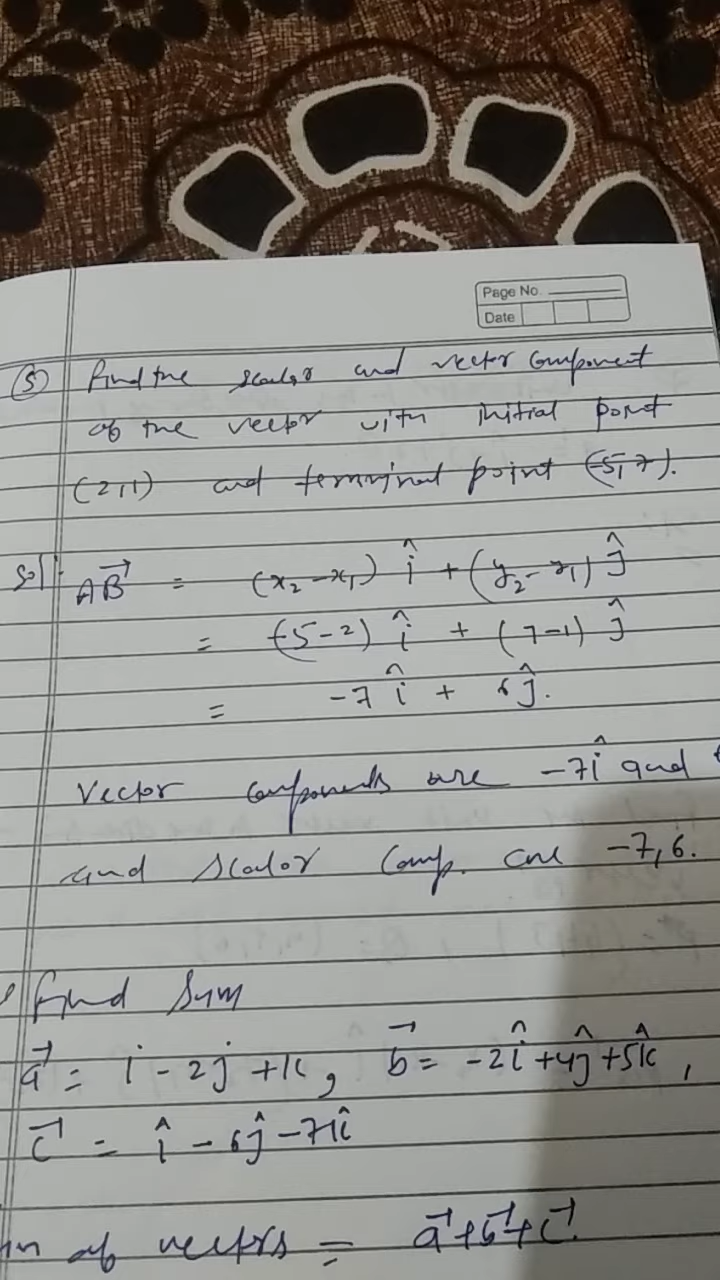 Page No.
Date
(5) Find the scalar and vector component
of the vector with initial point
(2,1) and terminal point (-5,7).
Sol. AB⃗ = (x₂-x₁) î + (y₂-y₁) ĵ
= (-5-2) î + (7-1) ĵ
= -7 î + 6 ĵ.
Vector components are -7î and
and scalar comp. are -7,6.
Find Sum
a⃗ = i - 2j + k, b⃗ = -2î+4ĵ+5k̂,
c⃗ = î - 6ĵ - 7k̂
of vectors = a⃗+b⃗+c⃗.